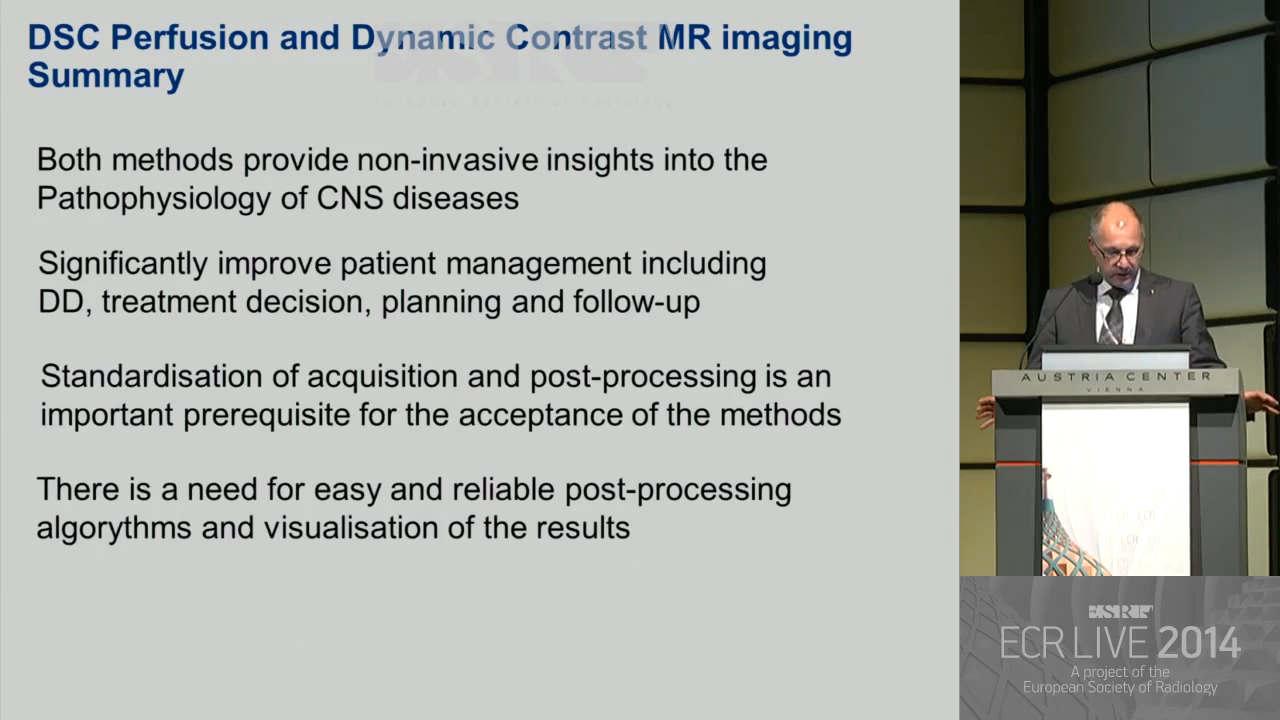 DSC Perfusion and Dynamic Contrast MR imaging
Summary
Both methods provide non-invasive insights into the
Pathophysiology of CNS diseases
Significantly improve patient management including
DD, treatment decision, planning and follow-up
Standardisation of acquisition and post-processing is an
important prerequisite for the acceptance of the methods
There is a need for easy and reliable post-processing
algorythms and visualisation of the results
AUSTRIA CENTER
VIENNA
ECR LIVE 2014
A project of the
European Society of Radiology